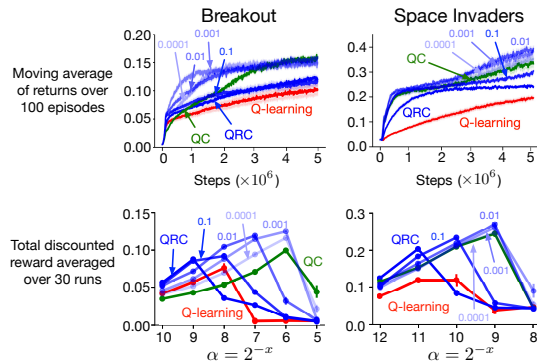 Breakout
Space Invaders
Moving average
of returns over
100 episodes
0.20
0.15
0.10
0.05
0.00
0.0001
0.01
0.001
0.1
QC
QRC
Q-learning
0 1 2 3 4 5
Steps (×10⁶)
0.4
0.3
0.2
0.1
0.0
QC
0.01
0.001
0.0001
0.1
QRC
Q-learning
0 1 2 3 4 5
Steps (×10⁶)
Total discounted
reward averaged
over 30 runs
0.15
0.10
0.05
0.00
QRC
0.1
0.0001
0.01
0.001
QC
Q-learning
10 9 8 7 6 5
α = 2⁻ˣ
0.3
0.2
0.1
0.0
QRC
0.1
0.01
0.001
QC
Q-learning
0.0001
12 11 10 9 8
α = 2⁻ˣ